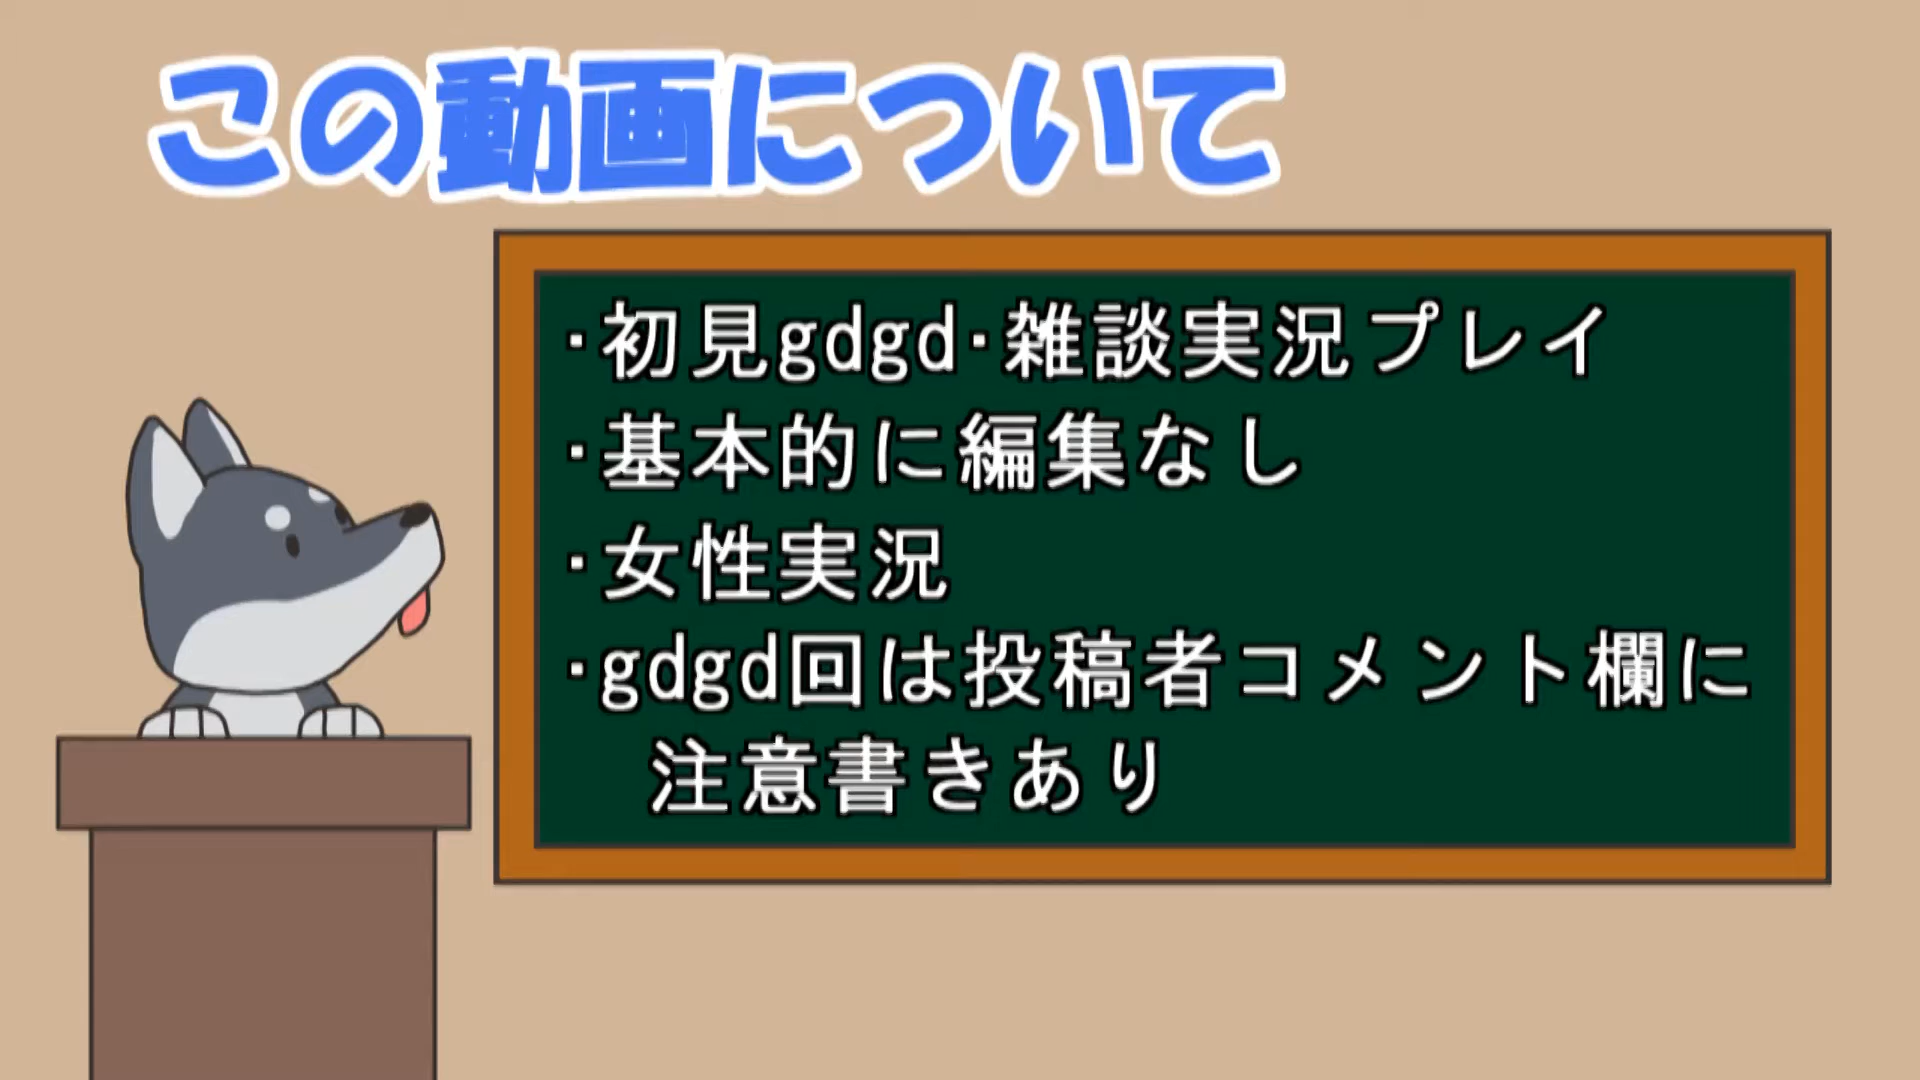 この動画について
·初見gdgd·雑談実況プレイ
·基本的に編集なし
·女性実況
·gdgd回は投稿者コメント欄に
注意書きあり